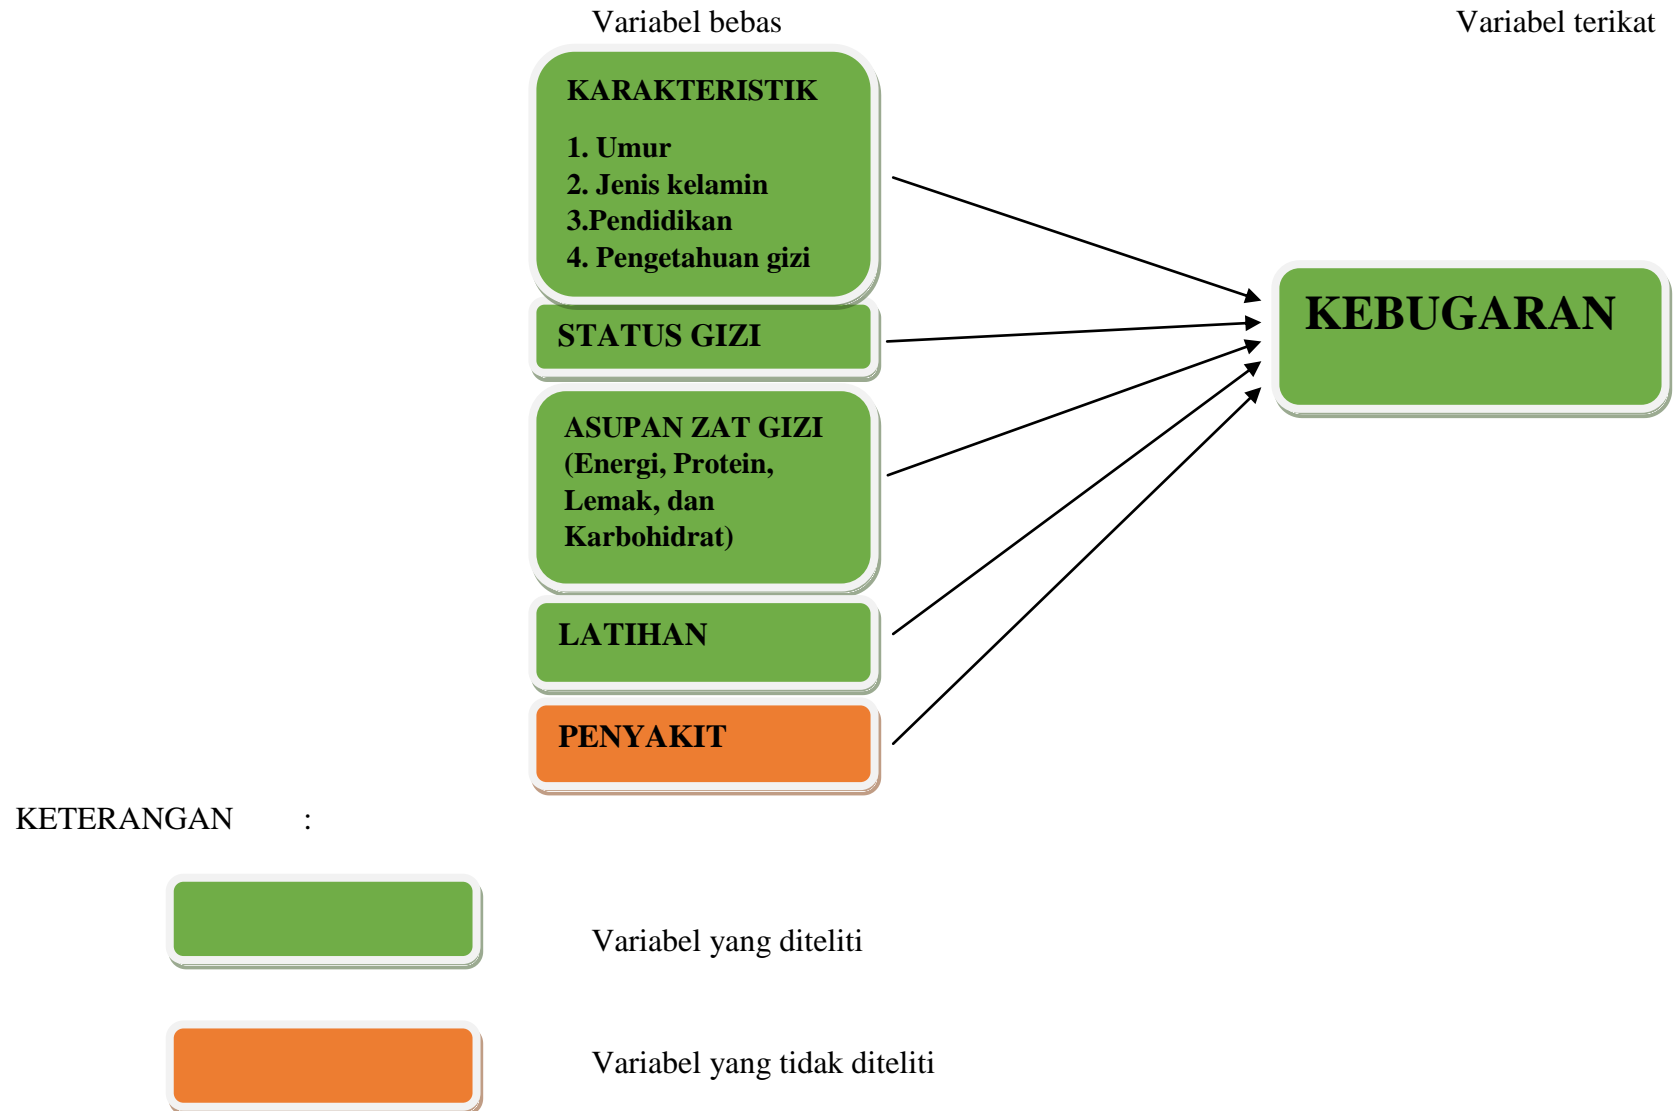 Variabel bebas
Variabel terikat
KARAKTERISTIK
1. Umur
2. Jenis kelamin
3.Pendidikan
4. Pengetahuan gizi
STATUS GIZI
KEBUGARAN
ASUPAN ZAT GIZI
(Energi, Protein,
Lemak, dan
Karbohidrat)
LATIHAN
PENYAKIT
KETERANGAN :
Variabel yang diteliti
Variabel yang tidak diteliti